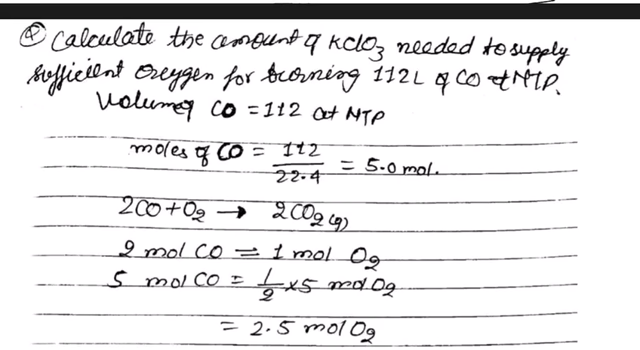 Q Calculate the amount of KClO3 needed to supply
sufficient oxygen for burning 112L of CO at NTP.
Volume of CO = 112 at NTP
moles of CO = 112/22.4 = 5.0 mol.
2CO + O2 → 2CO2(g)
2 mol CO = 1 mol O2
5 mol CO = 1/2 x5 mol O2
= 2.5 mol O2